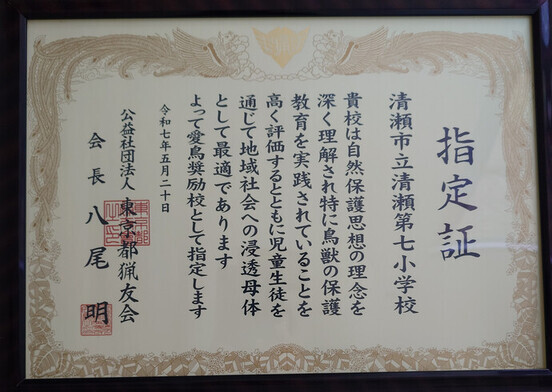 指定証
清瀬市立清瀬第七小学校
貴校は自然保護思想の理念を
深く理解され特に鳥獣の保護
教育を実践されていることを
高く評価するとともに児童生徒を
通じて地域社会への浸透母体
として最適であります
よって愛鳥奨励校として指定します
令和七年五月二十日
公益社団法人 東京都猟友会
会長 八尾 明